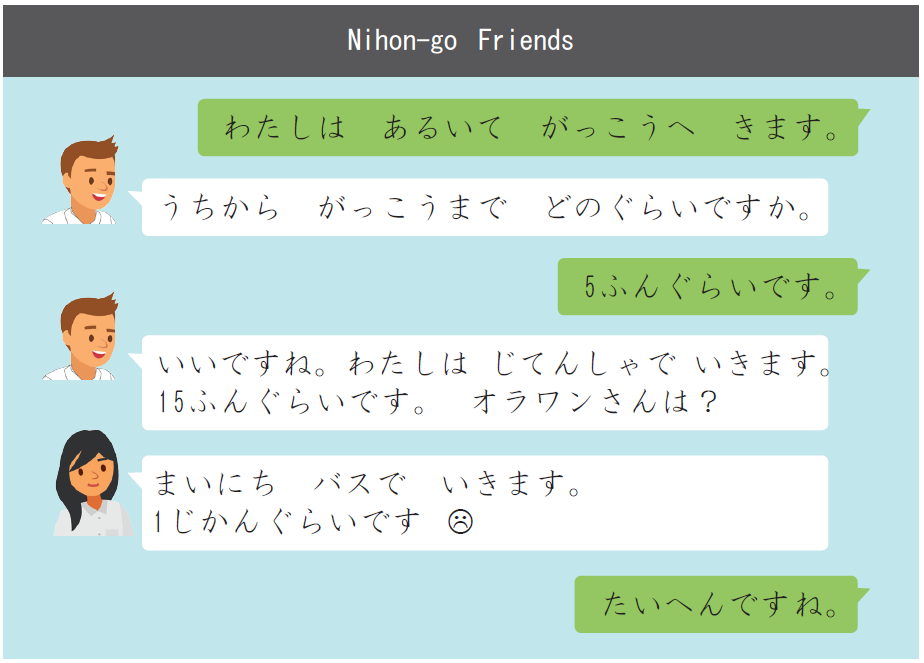 Nihon-go Friends
わたしは　あるいて　がっこうへ　きます。
うちから　がっこうまで　どのぐらいですか。
5ふんぐらいです。
いいですね。わたしは じてんしゃで いきます。
15ふんぐらいです。　オラワンさんは？
まいにち　バスで　いきます。
1じかんぐらいです ☹
たいへんですね。